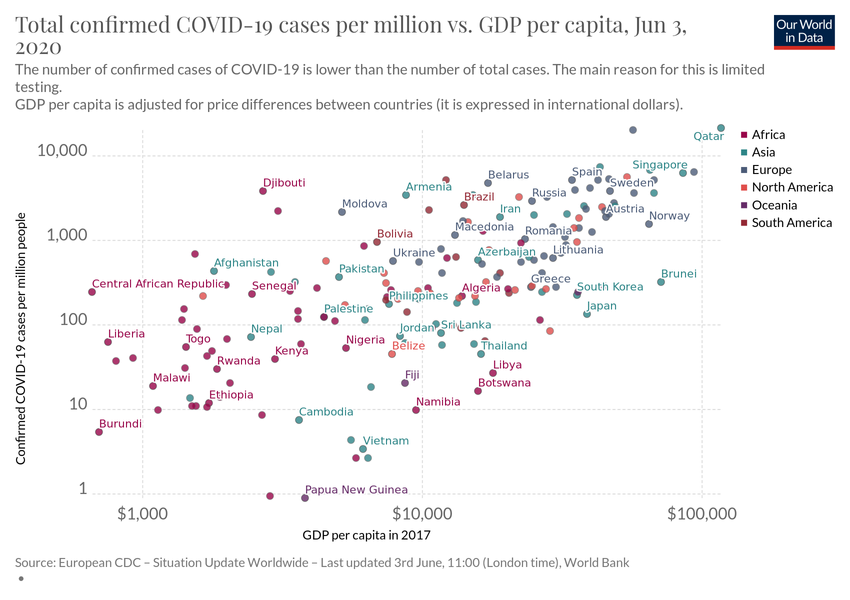 Total confirmed COVID-19 cases per million vs. GDP per capita, Jun 3,
2020
Our World
in Data
The number of confirmed cases of COVID-19 is lower than the number of total cases. The main reason for this is limited
testing.
GDP per capita is adjusted for price differences between countries (it is expressed in international dollars).
Confirmed COVID-19 cases per million people
10,000
1,000
100
10
1
Qatar
Singapore
Spain
Sweden
Belarus
Djibouti
Armenia
Russia
Brazil
Moldova
Iran
Austria
Norway
Macedonia
Romania
Bolivia
Ukraine
Azerbaijan
Lithuania
Afghanistan
Pakistan
Greece
Brunei
Central African Republic
Senegal
Philippines
Algeria
South Korea
Palestine
Japan
Nepal
Jordan
Sri Lanka
Liberia
Togo
Nigeria
Belize
Thailand
Kenya
Rwanda
Libya
Malawi
Fiji
Botswana
Ethiopia
Namibia
Cambodia
Burundi
Vietnam
Papua New Guinea
$1,000
$10,000
$100,000
GDP per capita in 2017
Africa
Asia
Europe
North America
Oceania
South America
Source: European CDC – Situation Update Worldwide – Last updated 3rd June, 11:00 (London time), World Bank